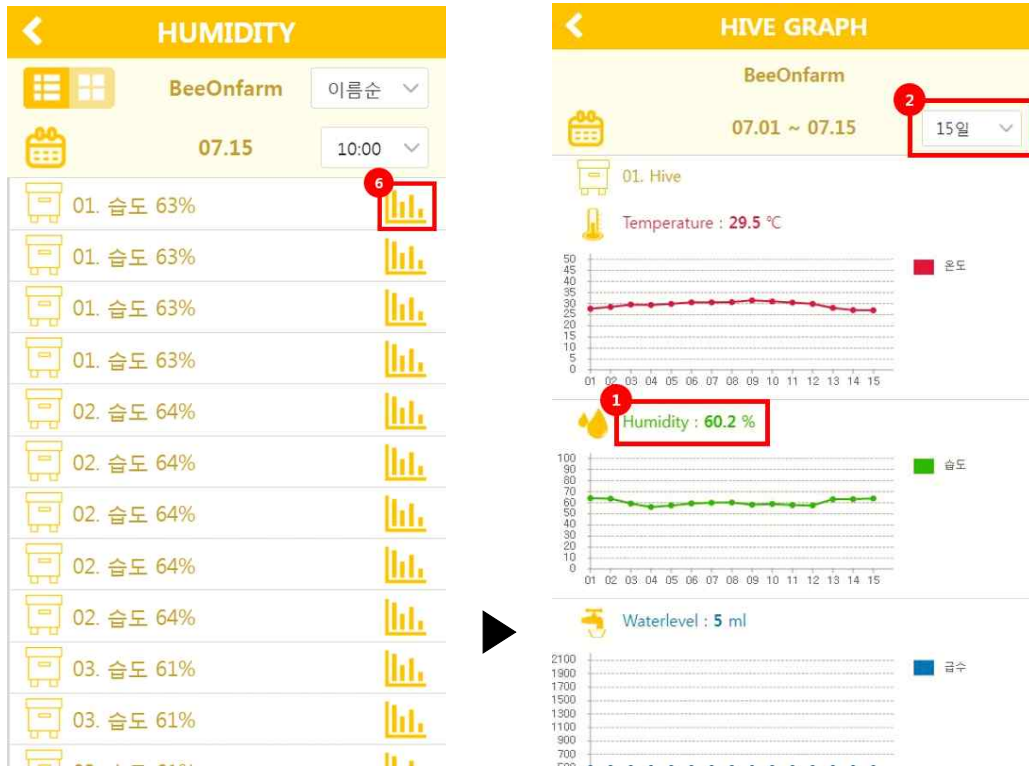 HUMIDITY
BeeOnfarm 이름순
07.15 10:00
6
01. 습도 63%
01. 습도 63%
01. 습도 63%
01. 습도 63%
02. 습도 64%
02. 습도 64%
02. 습도 64%
02. 습도 64%
02. 습도 64%
03. 습도 61%
03. 습도 61%
HIVE GRAPH
BeeOnfarm
2
07.01 ~ 07.15 15일
01. Hive
Temperature : 29.5 ℃
온도
50
45
40
35
30
25
20
15
10
5
0
01 02 03 04 05 06 07 08 09 10 11 12 13 14 15
1
Humidity : 60.2 %
습도
100
90
80
70
60
50
40
30
20
10
0
01 02 03 04 05 06 07 08 09 10 11 12 13 14 15
Waterlevel : 5 ml
급수
2100
1900
1700
1500
1300
1100
900
700